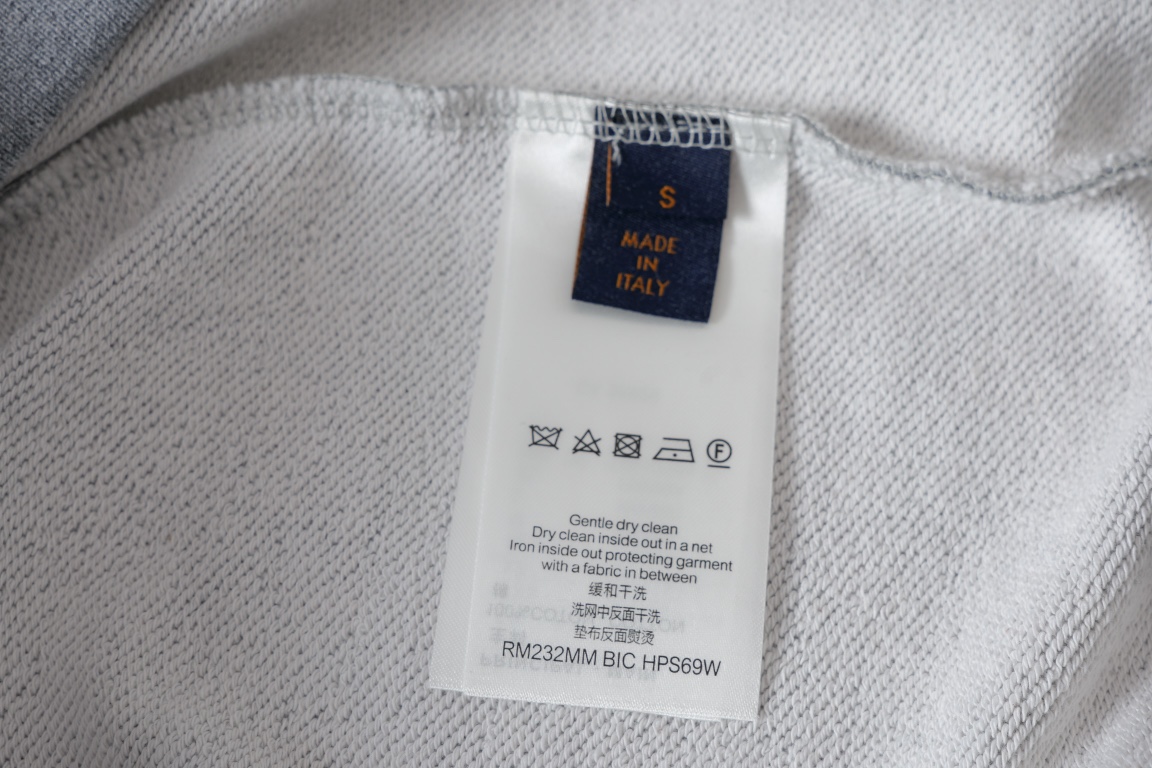 S
MADE
IN
ITALY
F
Gentle dry clean
Dry clean inside out in a net
Iron inside out protecting garment
with a fabric in between
缓和干洗
洗网中反面干洗
垫布反面熨烫
RM232MM BIC HPS69W